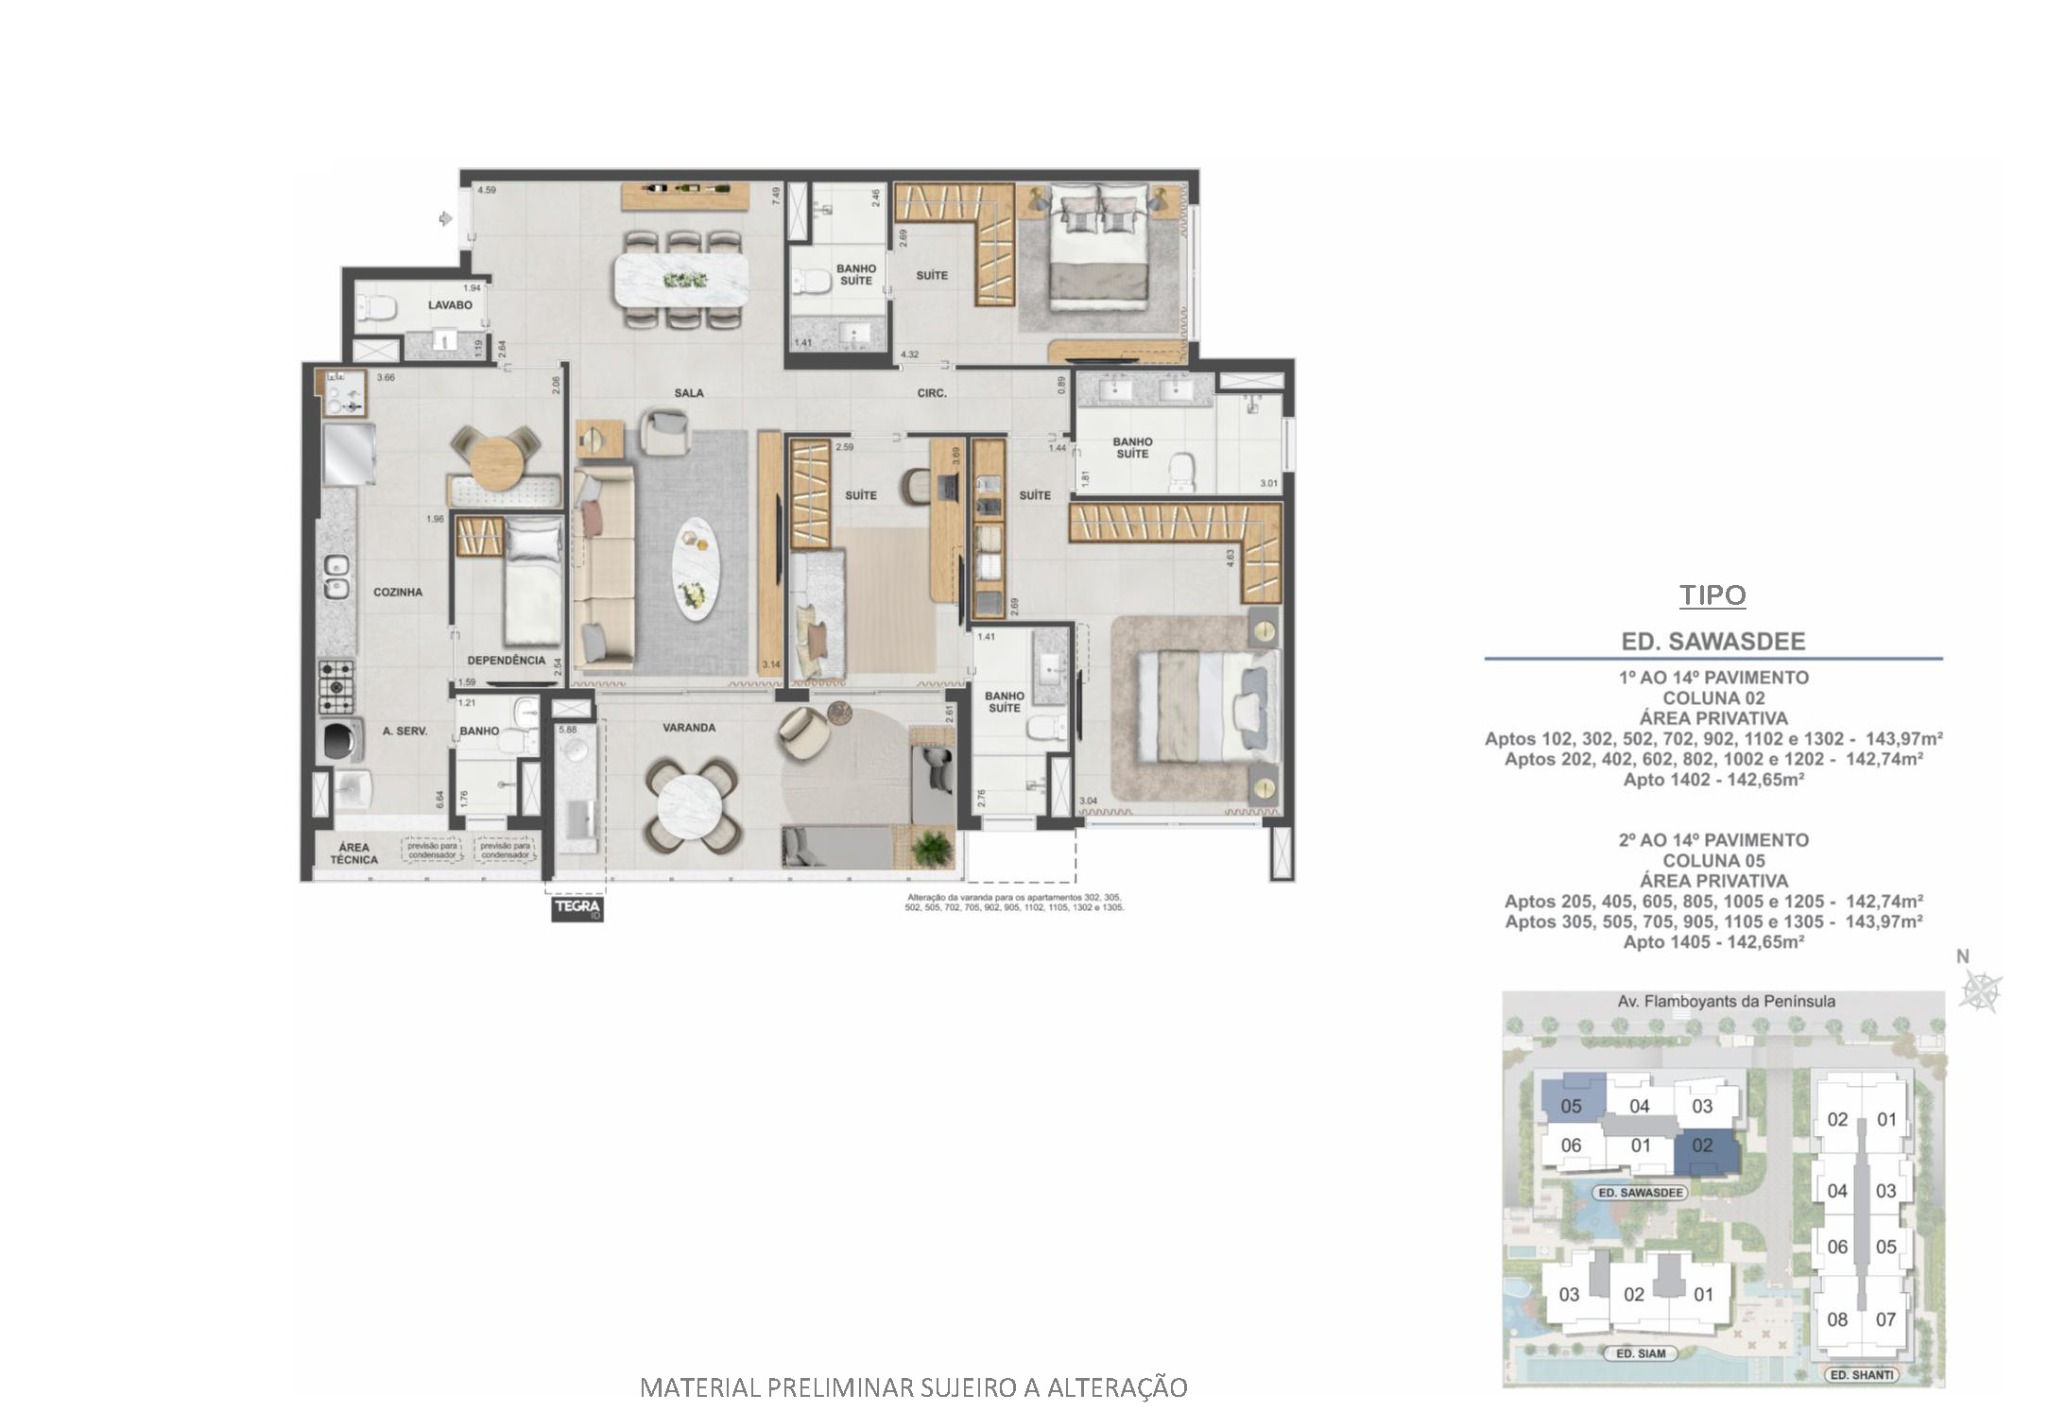 4.59
7.49
2.46
2.69
BANHO
SUÍTE
SUÍTE
1.94
LAVABO
1.19
2.64
1.41
4.32
3.66
2.06
SALA
CIRC.
0.89
BANHO
SUÍTE
1.44
2.59
3.69
1.81
3.01
SUÍTE
SUÍTE
1.96
4.63
COZINHA
2.69
DEPENDÊNCIA
2.54
1.59
3.14
1.41
BANHO
SUÍTE
1.21
A. SERV.
BANHO
5.88
VARANDA
2.61
6.64
1.76
2.76
3.04
ÁREA
TÉCNICA
previsão para
condensador
previsão para
condensador
TEGRA
ID
Alteração da varanda para os apartamentos 302, 305,
502, 505, 702, 705, 902, 905, 1102, 1105, 1302 e 1305.
TIPO
ED. SAWASDEE
1º AO 14º PAVIMENTO
COLUNA 02
ÁREA PRIVATIVA
Aptos 102, 302, 502, 702, 902, 1102 e 1302 - 143,97m²
Aptos 202, 402, 602, 802, 1002 e 1202 - 142,74m²
Apto 1402 - 142,65m²
2º AO 14º PAVIMENTO
COLUNA 05
ÁREA PRIVATIVA
Aptos 205, 405, 605, 805, 1005 e 1205 - 142,74m²
Aptos 305, 505, 705, 905, 1105 e 1305 - 143,97m²
Apto 1405 - 142,65m²
N
Av. Flamboyants da Península
05 04 03
06 01 02
ED. SAWASDEE
02 01
04 03
06 05
08 07
ED. SHANTI
03 02 01
ED. SIAM
MATERIAL PRELIMINAR SUJEIRO A ALTERAÇÃO